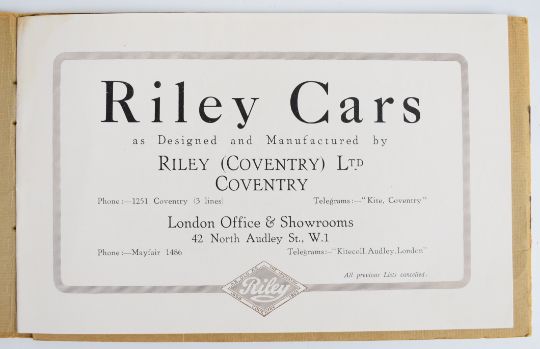 Riley Cars
as Designed and Manufactured by
RILEY (COVENTRY) LTD
COVENTRY
Phone:—1251 Coventry (3 lines) Telegrams:—"Kite, Coventry"
London Office & Showrooms
42 North Audley St., W.1
Phone:—Mayfair 1486 Telegrams:—"Kitecell, Audley, London"
All previous Lists cancelled.
Riley
COVENTRY